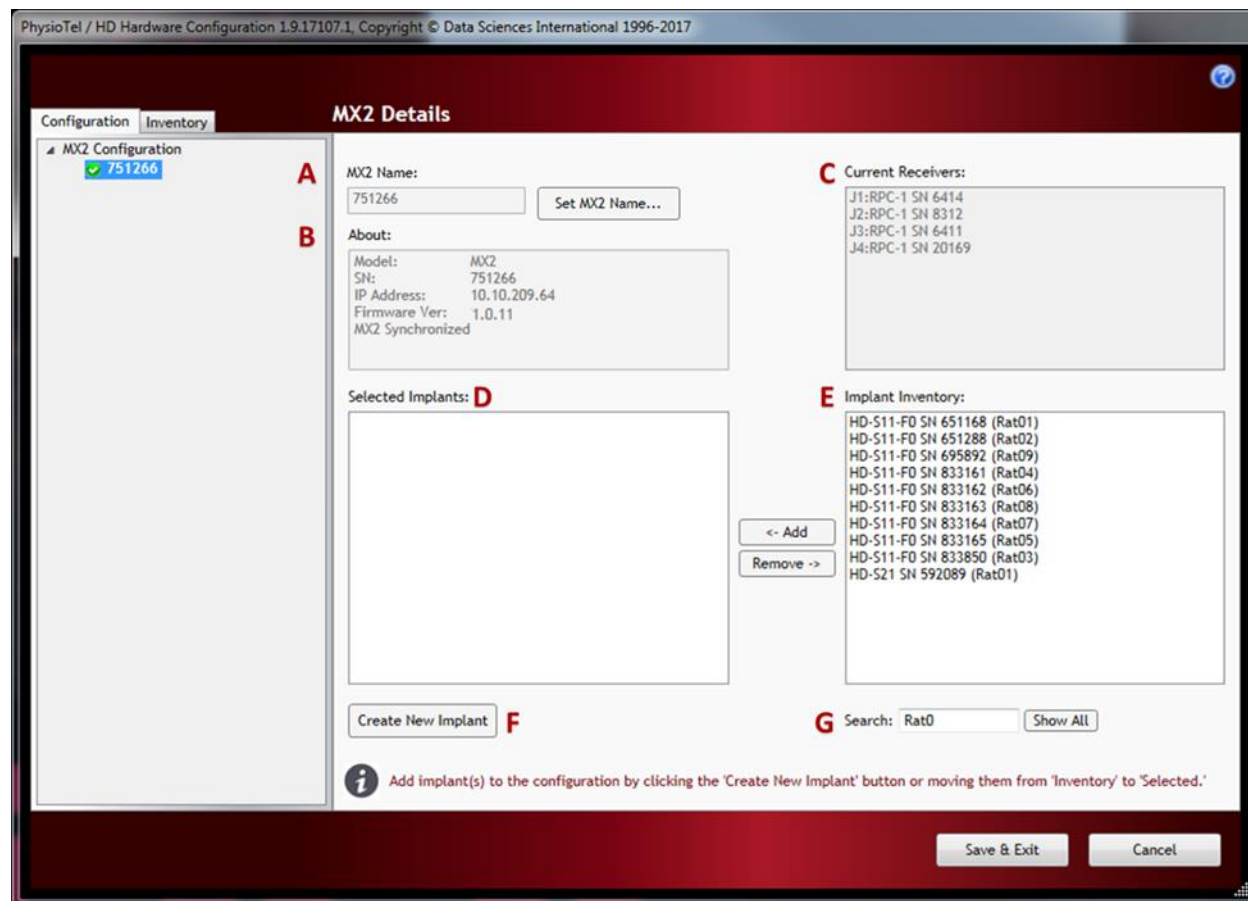 PhysioTel / HD Hardware Configuration 1.9.17107.1, Copyright © Data Sciences International 1996-2017
?
Configuration
Inventory
MX2 Details
MX2 Configuration
751266
A
MX2 Name:
751266
Set MX2 Name...
B
About:
Model: MX2
SN: 751266
IP Address: 10.10.209.64
Firmware Ver: 1.0.11
MX2 Synchronized
C
Current Receivers:
J1:RPC-1 SN 6414
J2:RPC-1 SN 8312
J3:RPC-1 SN 6411
J4:RPC-1 SN 20169
Selected Implants: D
<- Add
Remove ->
E
Implant Inventory:
HD-S11-F0 SN 651168 (Rat01)
HD-S11-F0 SN 651288 (Rat02)
HD-S11-F0 SN 695892 (Rat09)
HD-S11-F0 SN 833161 (Rat04)
HD-S11-F0 SN 833162 (Rat06)
HD-S11-F0 SN 833163 (Rat08)
HD-S11-F0 SN 833164 (Rat07)
HD-S11-F0 SN 833165 (Rat05)
HD-S11-F0 SN 833850 (Rat03)
HD-S21 SN 592089 (Rat01)
Create New Implant F
G Search: Rat0 Show All
i
Add implant(s) to the configuration by clicking the 'Create New Implant' button or moving them from 'Inventory' to 'Selected.'
Save & Exit
Cancel